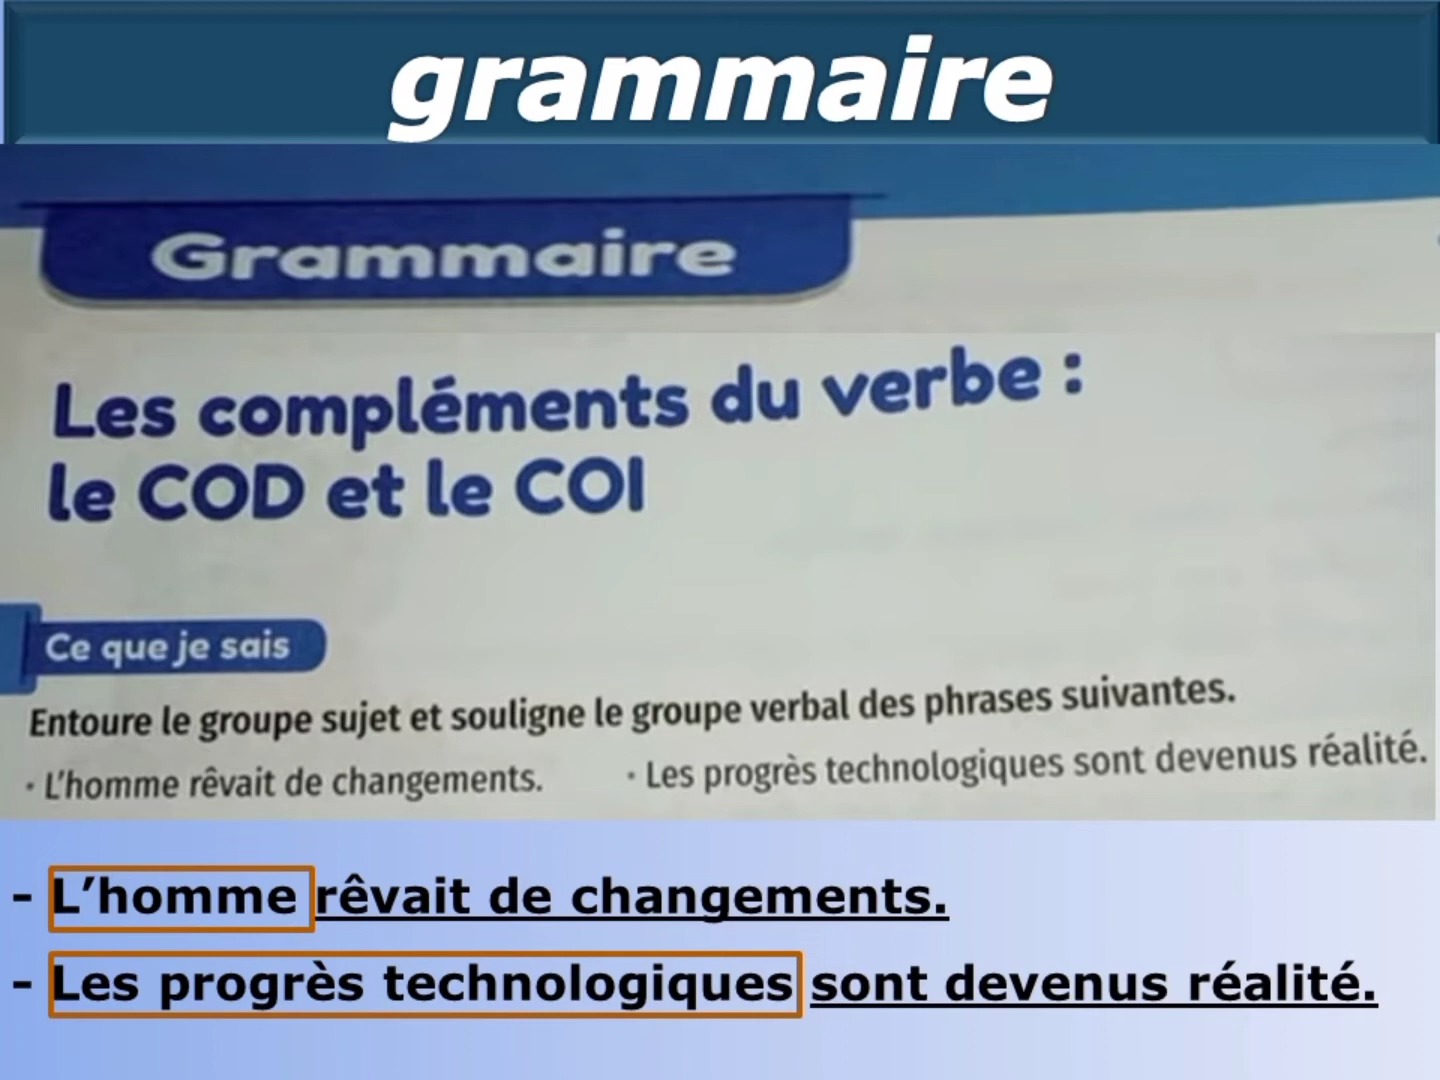 grammaire
Grammaire
Les compléments du verbe :
le COD et le COI
Ce que je sais
Entoure le groupe sujet et souligne le groupe verbal des phrases suivantes.
· L'homme rêvait de changements. · Les progrès technologiques sont devenus réalité.
- L’homme rêvait de changements.
- Les progrès technologiques sont devenus réalité.